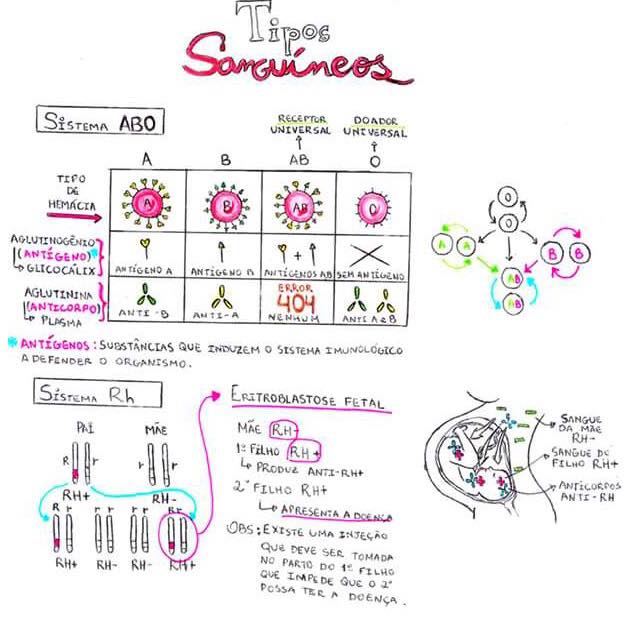 Tipos
Sanguíneos
SISTEMA ABO
RECEPTOR
UNIVERSAL
DOADOR
UNIVERSAL
A
B
AB
O
TIPO
DE
HEMÁCIA
A
B
AB
O
AGLUTINOGÊNIO
(ANTÍGENO)*
GLICOCÁLIX
ANTÍGENO A
ANTÍGENO B
+
ANTÍGENOS AB
SEM ANTÍGENO
AGLUTININA
(ANTICORPO)
PLASMA
ANTI-B
ANTI-A
ERROR
404
NENHUM
ANTI A e B
O
O
A
A
B
B
AB
AB
* ANTÍGENOS: SUBSTÂNCIAS QUE INDUZEM O SISTEMA IMUNOLÓGICO
A DEFENDER O ORGANISMO.
SISTEMA Rh
PAI
MÃE
R
r
r
r
RH+
RH-
R r
Rr
RH+
RH-
RH-
RH+
ERITROBLASTOSE FETAL
MÃE RH-
1º FILHO RH+
PRODUZ ANTI-RH+
2º FILHO RH+
APRESENTA A DOENÇA
OBS: EXISTE UMA INJEÇÃO
QUE DEVE SER TOMADA
NO PARTO DO 1º FILHO
QUE IMPEDE QUE O 2º
POSSA TER A DOENÇA.
SANGUE
DA MÃE
RH-
SANGUE DO
FILHO RH+
ANTICORPOS
ANTI-RH